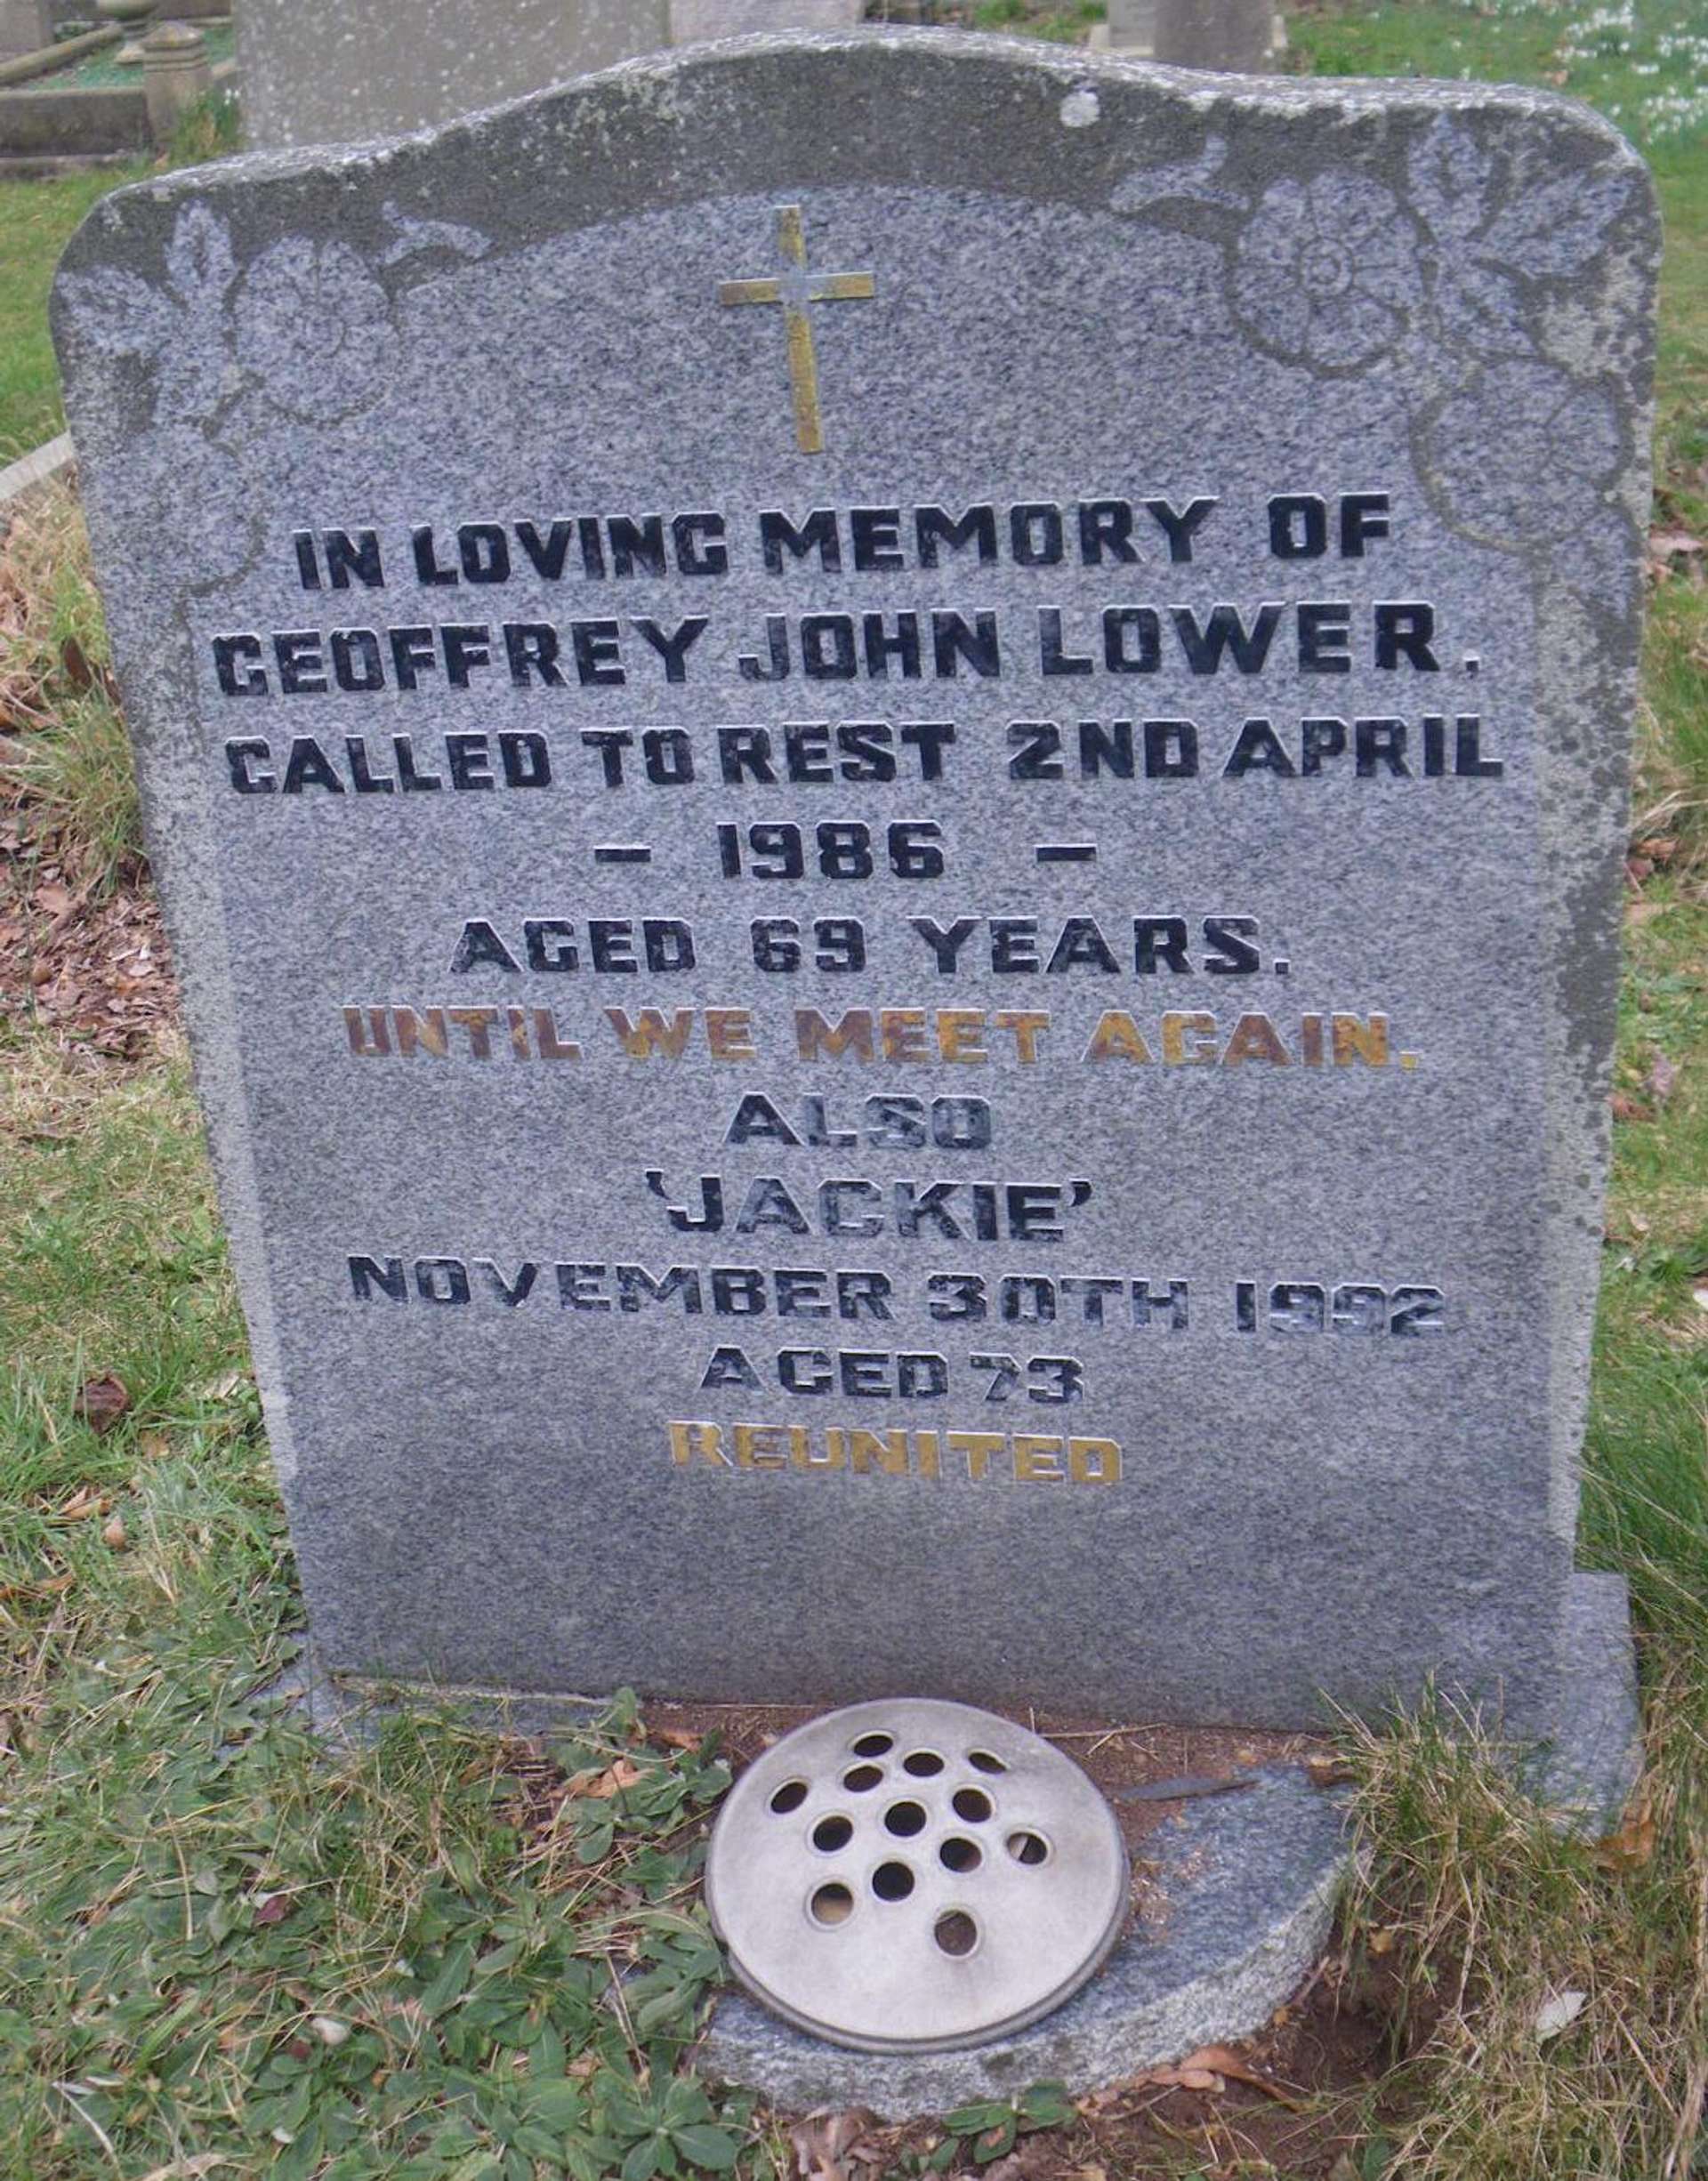 IN LOVING MEMORY OF
GEOFFREY JOHN LOWER.
CALLED TO REST 2ND APRIL
- 1986 -
AGED 69 YEARS.
UNTIL WE MEET AGAIN.
ALSO
'JACKIE'
NOVEMBER 30TH 1992
AGED 73
REUNITED